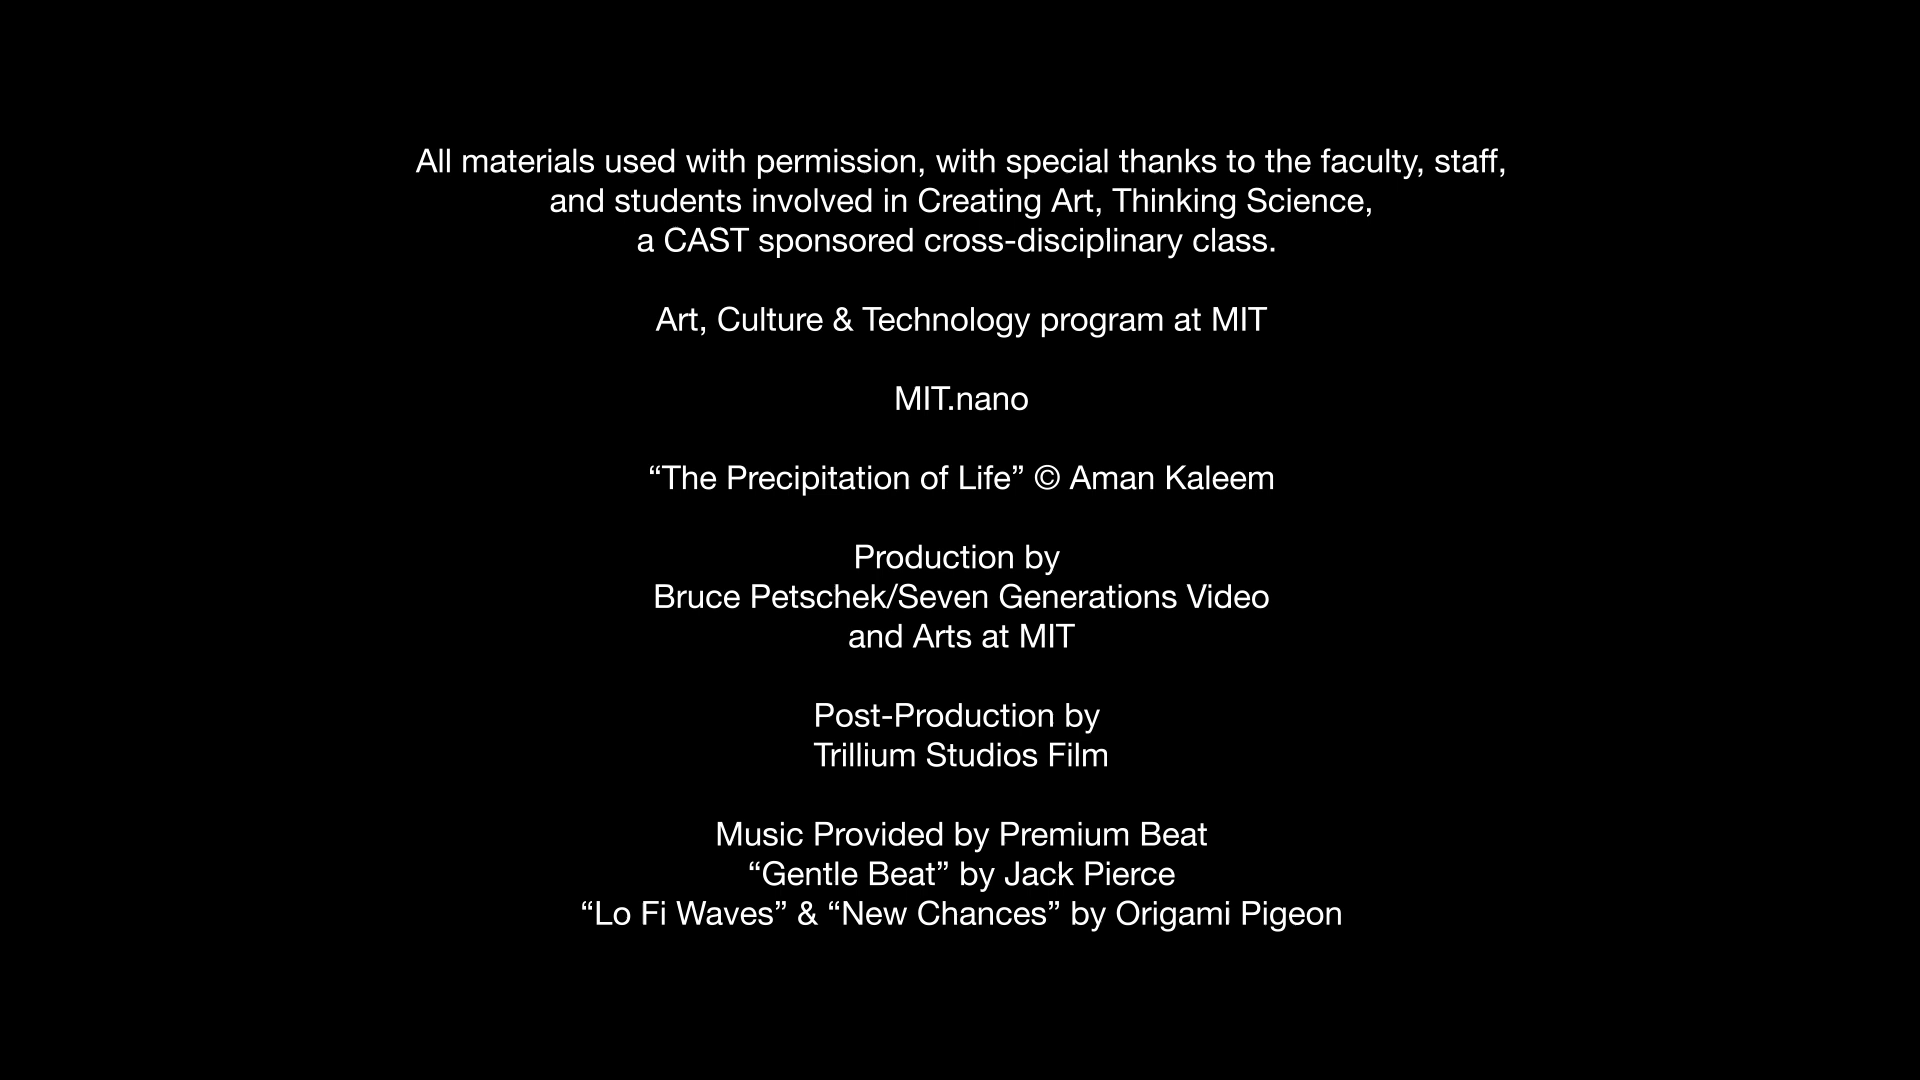 All materials used with permission, with special thanks to the faculty, staff,
and students involved in Creating Art, Thinking Science,
a CAST sponsored cross-disciplinary class.
Art, Culture & Technology program at MIT
MIT.nano
“The Precipitation of Life” © Aman Kaleem
Production by
Bruce Petschek/Seven Generations Video
and Arts at MIT
Post-Production by
Trillium Studios Film
Music Provided by Premium Beat
“Gentle Beat” by Jack Pierce
“Lo Fi Waves” & “New Chances” by Origami Pigeon